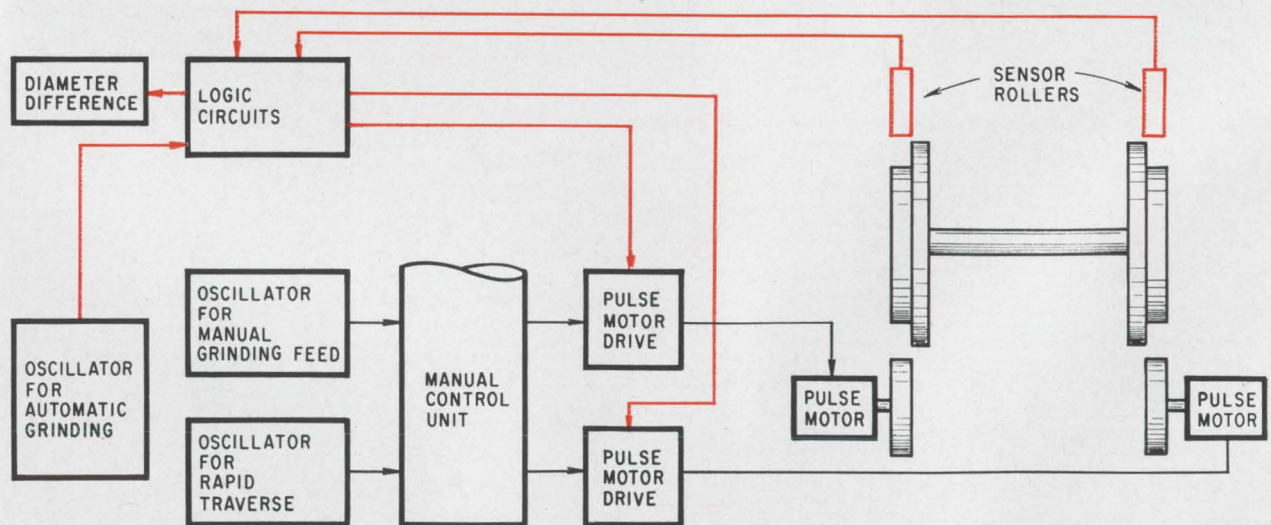 DIAMETER
DIFFERENCE
LOGIC
CIRCUITS
SENSOR
ROLLERS
OSCILLATOR
FOR
AUTOMATIC
GRINDING
OSCILLATOR
FOR
MANUAL
GRINDING FEED
OSCILLATOR
FOR
RAPID
TRAVERSE
MANUAL
CONTROL
UNIT
PULSE
MOTOR
DRIVE
PULSE
MOTOR
DRIVE
PULSE
MOTOR
PULSE
MOTOR